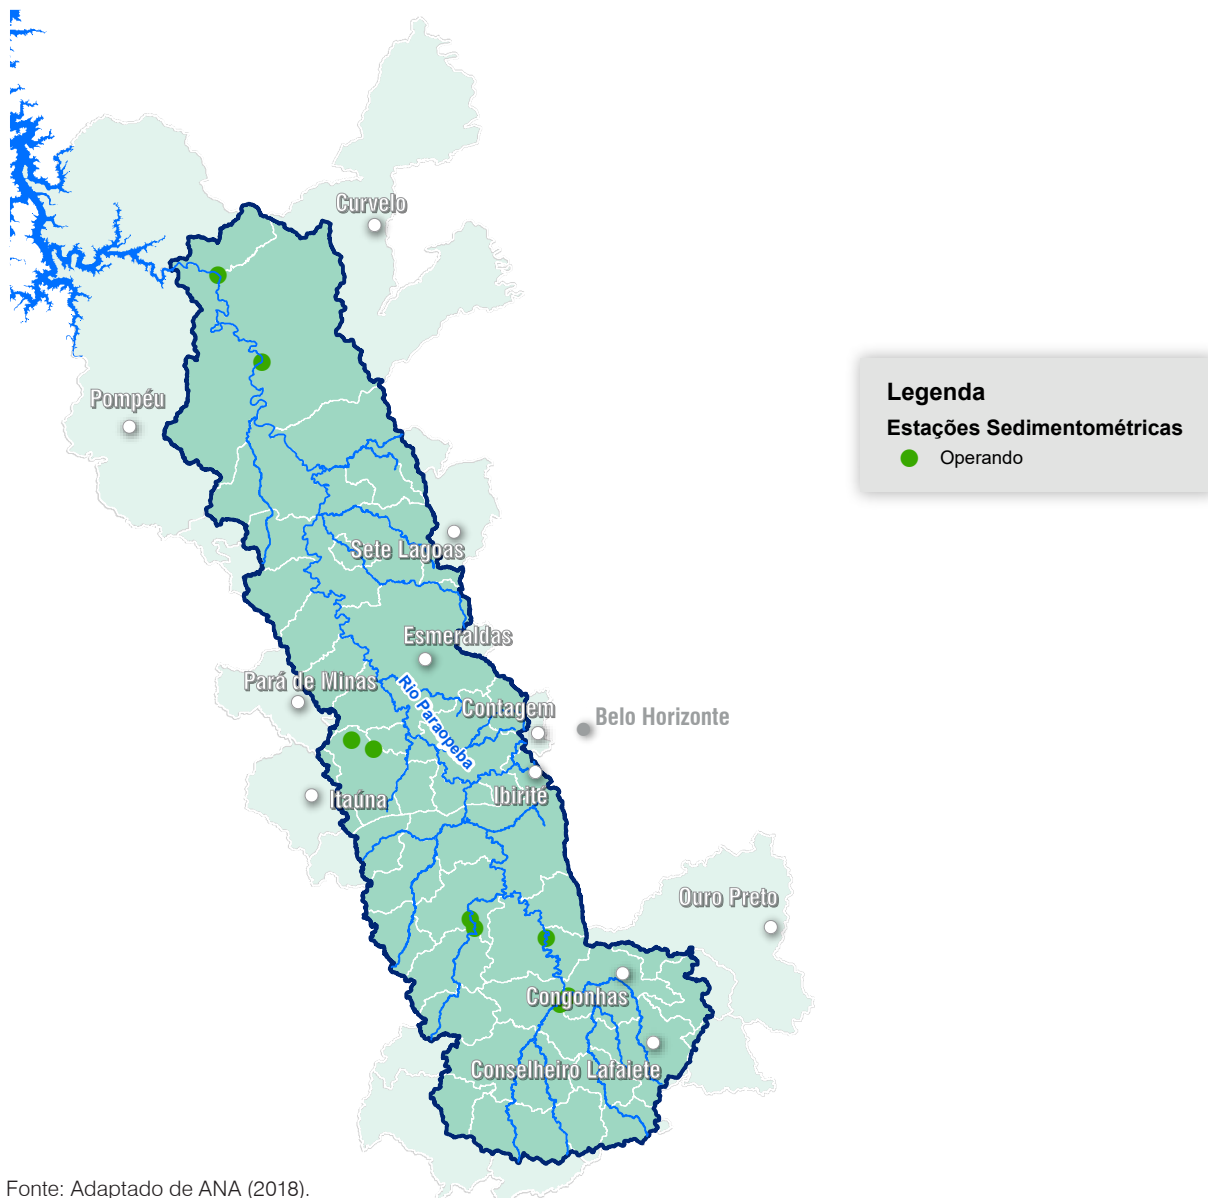 Curvelo
Pompéu
Sete Lagoas
Esmeraldas
Pará de Minas
Rio Paraopeba
Contagem
Belo Horizonte
Itaúna
Ibirité
Ouro Preto
Congonhas
Conselheiro Lafaiete
Legenda
Estações Sedimentométricas
Operando
Fonte: Adaptado de ANA (2018).